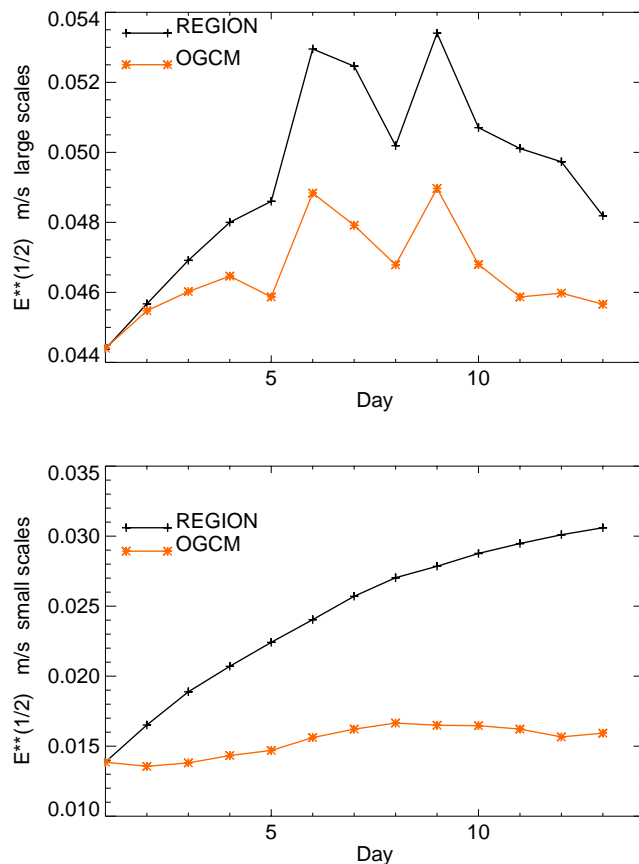 0.054
REGION
OGCM
0.052
0.050
0.048
0.046
0.044
E**(1/2) m/s large scales
5
10
Day
0.035
REGION
OGCM
0.030
0.025
0.020
0.015
0.010
E**(1/2) m/s small scales
5
10
Day